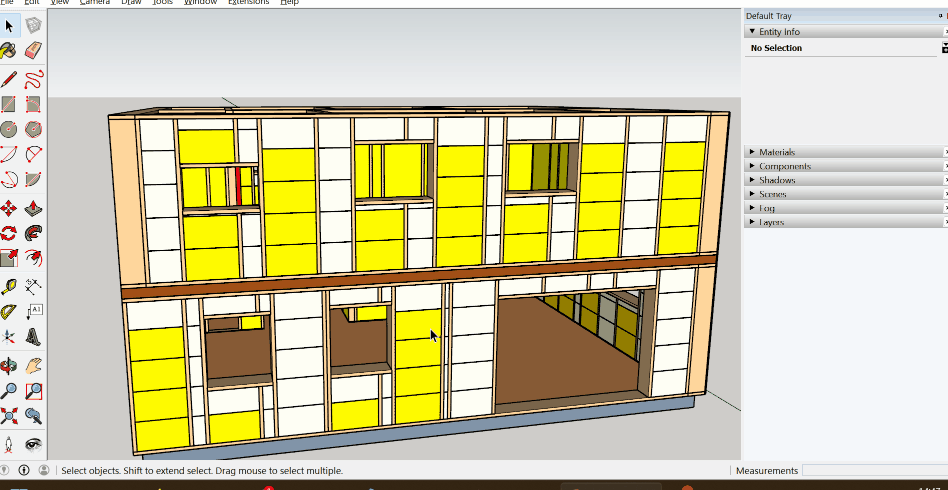 File Edit View Camera Draw Tools Window Extensions Help
Default Tray
▼ Entity Info
No Selection
▶ Materials
▶ Components
▶ Shadows
▶ Scenes
▶ Fog
▶ Layers
Select objects. Shift to extend select. Drag mouse to select multiple.
Measurements